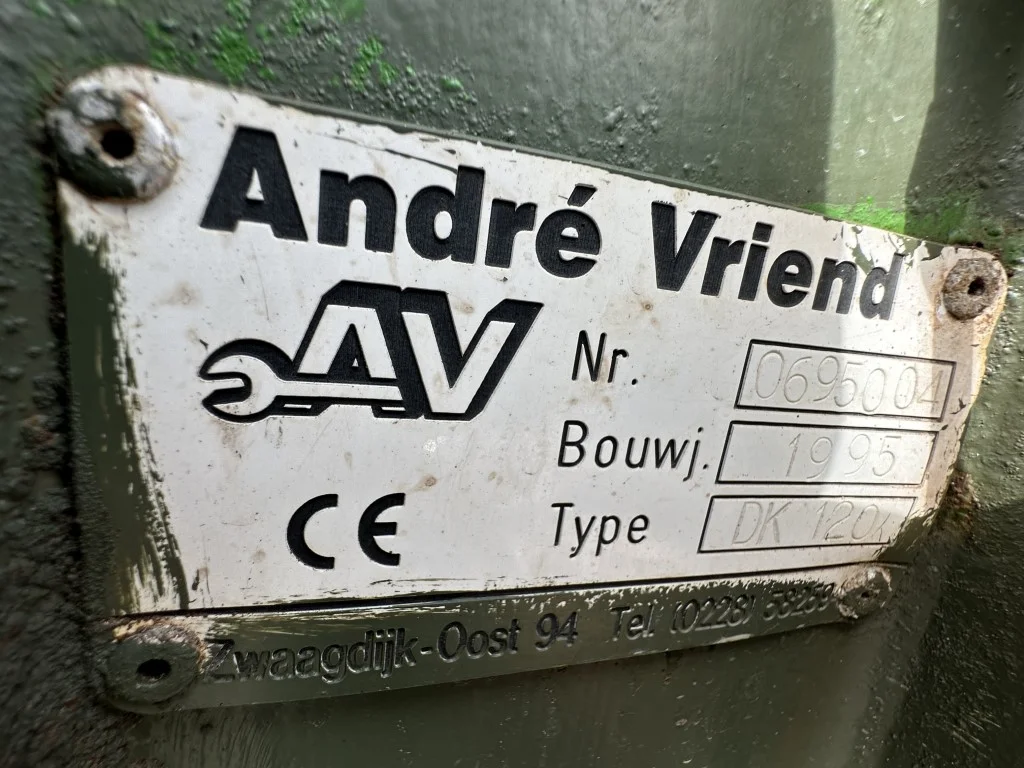 André Vriend
AV
Nr. 0695004
Bouwj. 1995
Type DK 120
CE
Zwaagdijk-Oost 94 Tel. (0228)